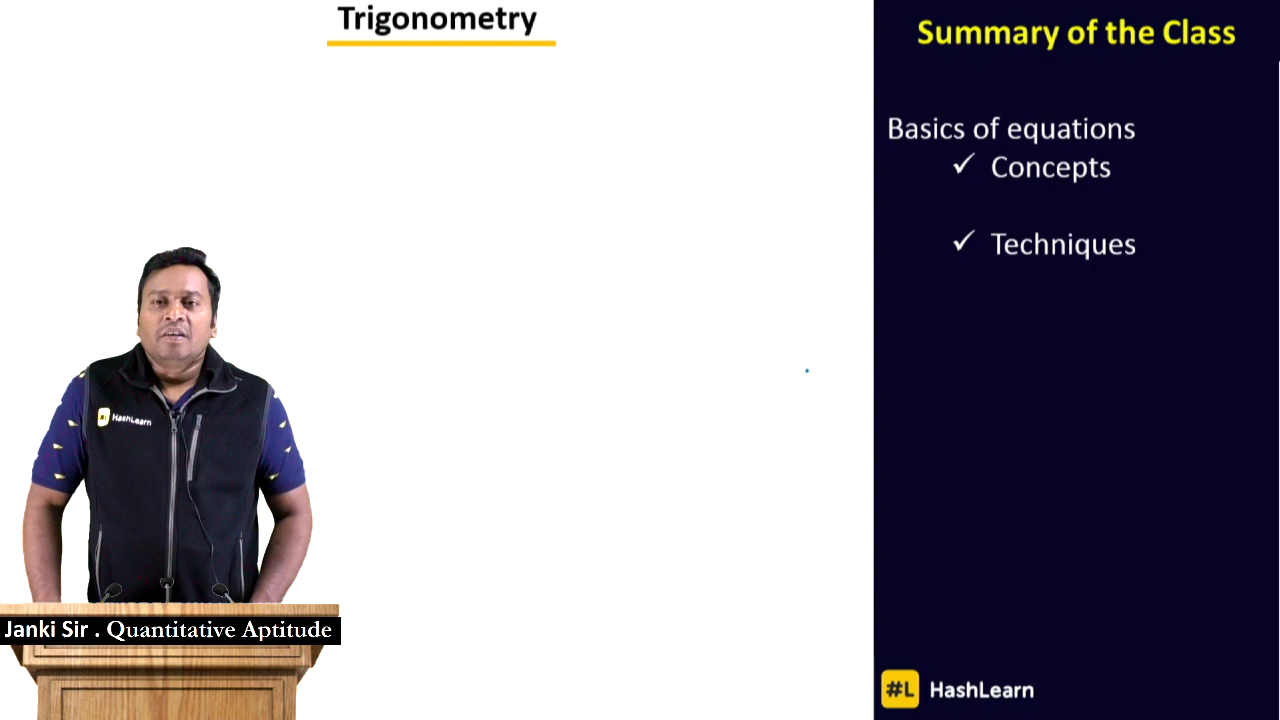 Trigonometry
Summary of the Class
Basics of equations
✓ Concepts
✓ Techniques
#L HashLearn
Janki Sir . Quantitative Aptitude
#L HashLearn